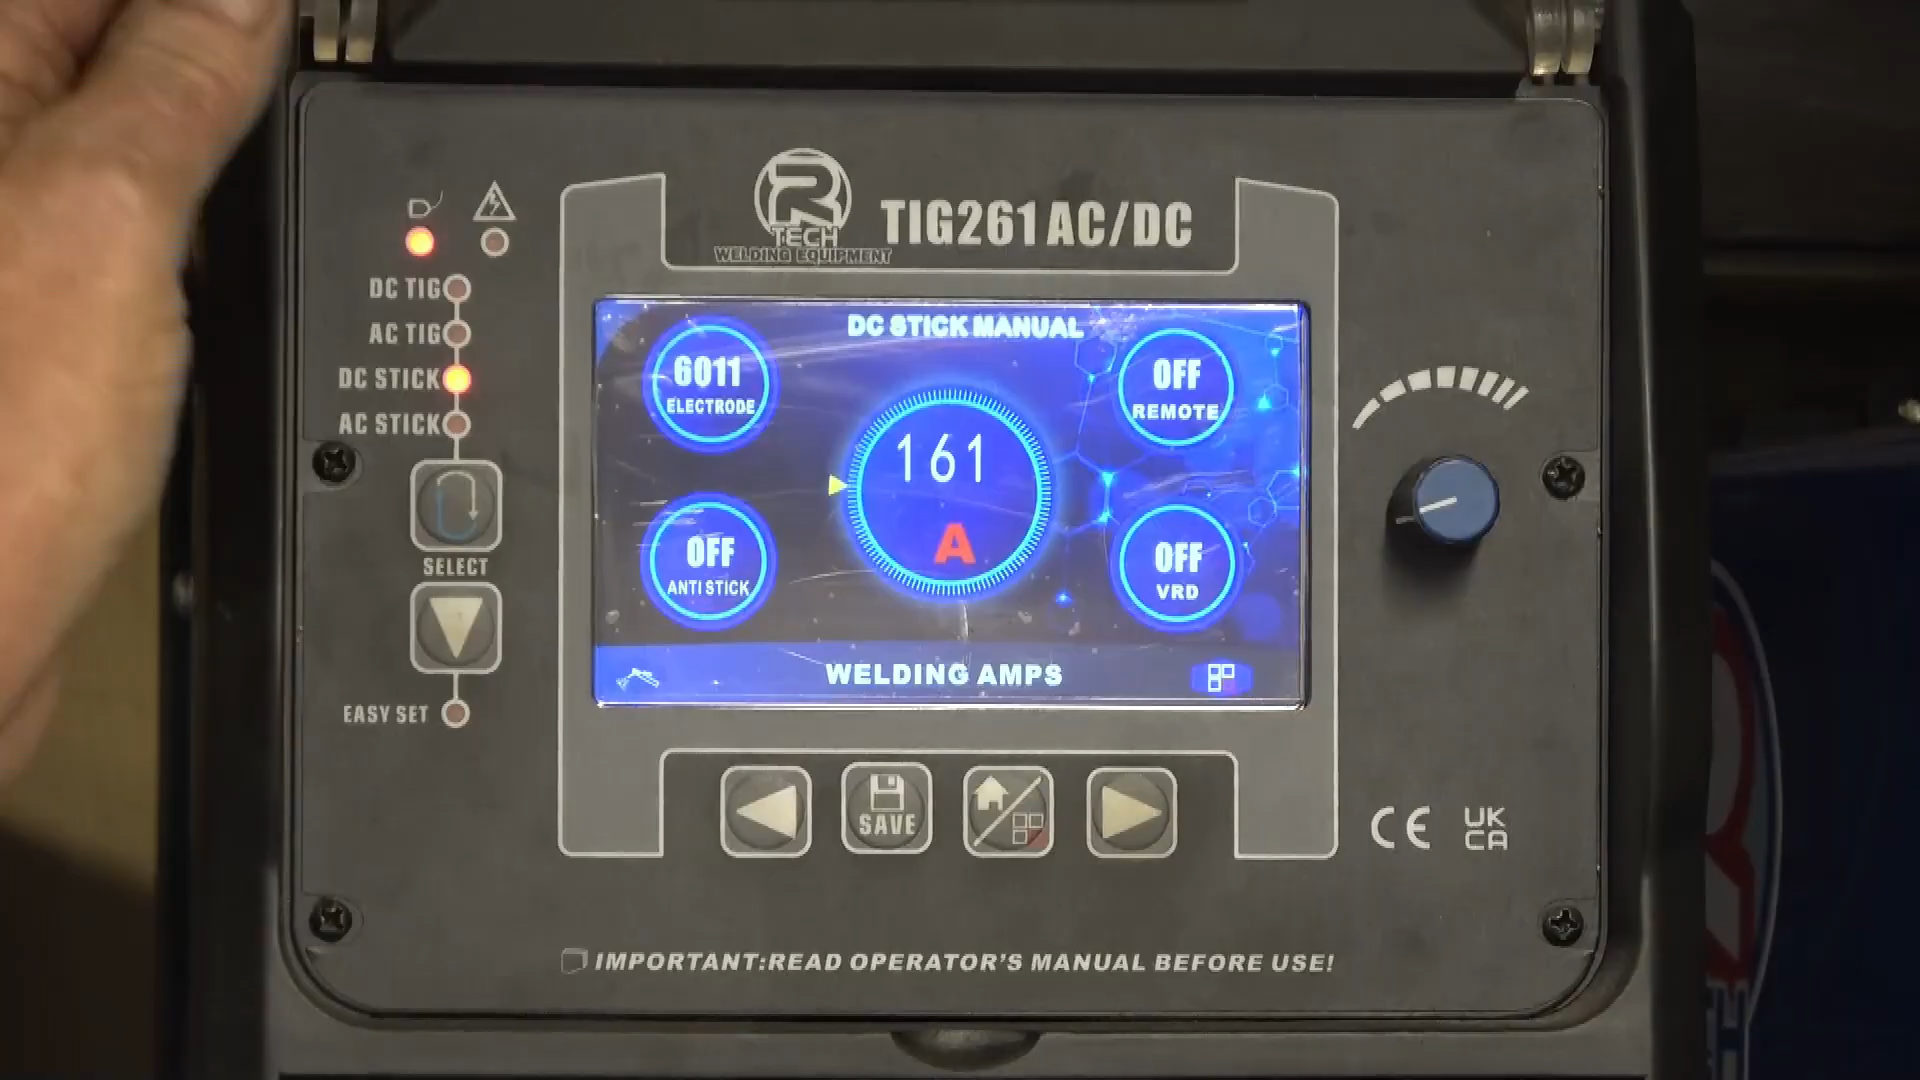 R
TECH
WELDING EQUIPMENT
TIG261 AC/DC
DC TIG
AC TIG
DC STICK
AC STICK
SELECT
EASY SET
DC STICK MANUAL
6011
ELECTRODE
OFF
REMOTE
161
A
OFF
ANTI STICK
OFF
VRD
WELDING AMPS
SAVE
CE
UK
CA
IMPORTANT:READ OPERATOR'S MANUAL BEFORE USE!